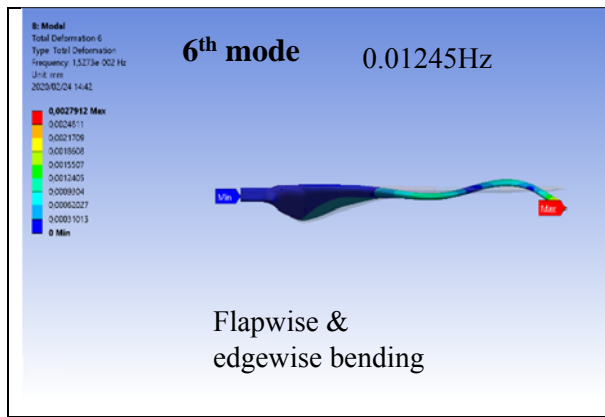 B: Modal
Total Deformation 6
Type: Total Deformation
Frequency: 1,5273e-002 Hz
Unit: mm
2020/02/24 14:42
0,0027912 Max
0,0024811
0,0021709
0,0018608
0,0015507
0,0012405
0,0009304
0,00062027
0,00031013
0 Min
6th mode
0.01245Hz
Min
Max
Flapwise &
edgewise bending